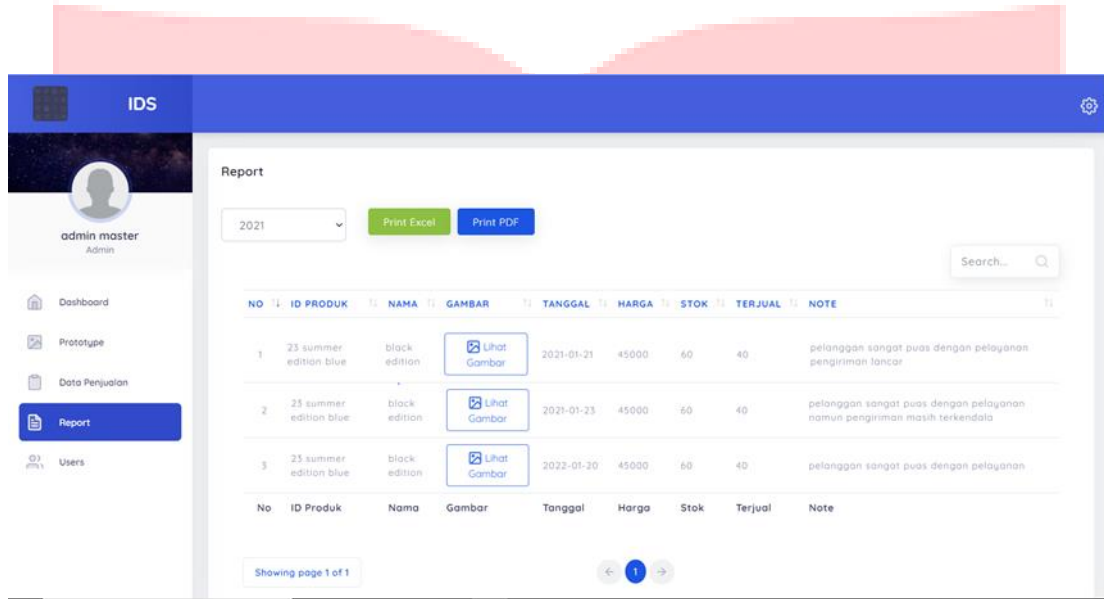 IDS
admin master
Admin
Dashboard
Prototype
Data Penjualan
Report
Users
Report
2021
Print Excel Print PDF
Search...
NO ID PRODUK NAMA GAMBAR TANGGAL HARGA STOK TERJUAL NOTE
1 23 summer edition blue black edition Lihat Gambar 2021-01-21 45000 60 40 pelanggan sangat puas dengan pelayanan pengiriman lancar
2 23 summer edition blue black edition Lihat Gambar 2021-01-23 45000 60 40 pelanggan sangat puas dengan pelayanan namun pengiriman masih terkendala
3 23 summer edition blue black edition Lihat Gambar 2022-01-20 45000 60 40 pelanggan sangat puas dengan pelayanan
No ID Produk Nama Gambar Tanggal Harga Stok Terjual Note
Showing page 1 of 1
1